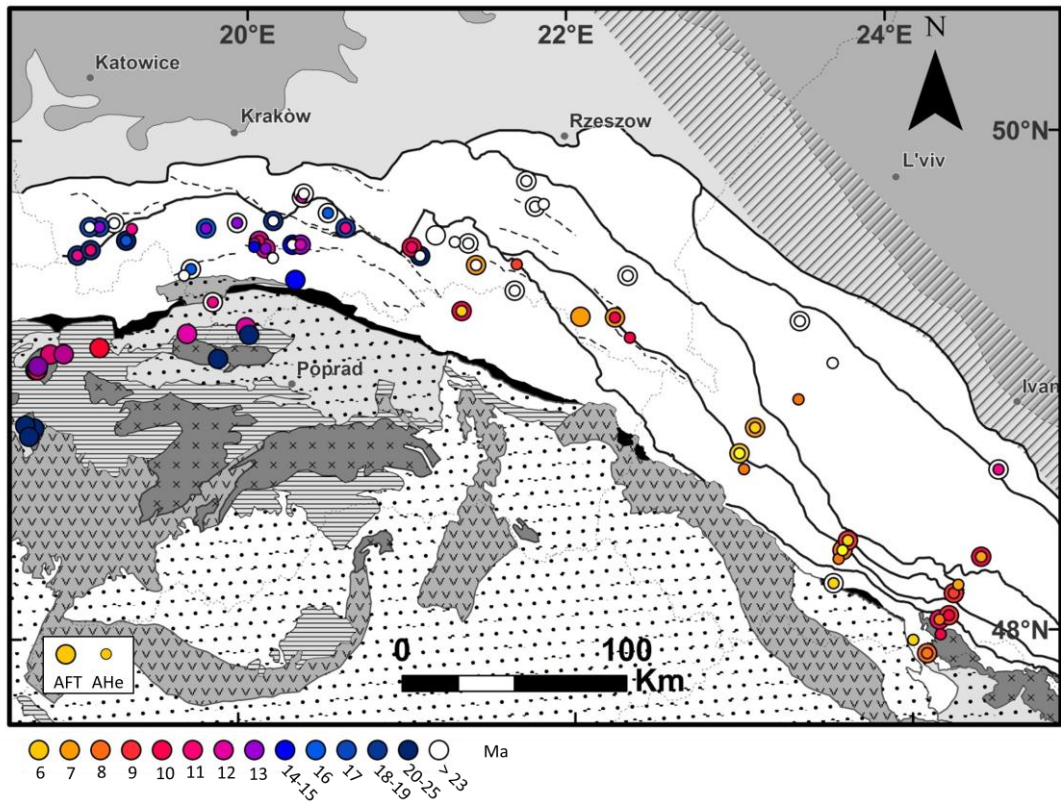 20°E 22°E 24°E
N
Katowice
Krakòw
Rzeszow
50°N
L'viv
Poprad
Ivan
48°N
0 100
Km
AFT AHe
6 7 8 9 10 11 12 13 14-15 16 17 18-19 20-25 > 23 Ma